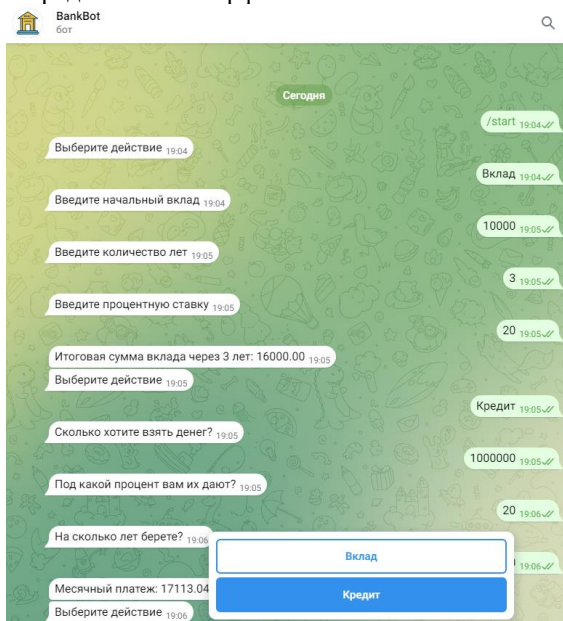 BankBot
бот
Сегодня
/start 19:04
Выберите действие 19:04
Вклад 19:04
Введите начальный вклад 19:04
10000 19:05
Введите количество лет 19:05
3 19:05
Введите процентную ставку 19:05
20 19:05
Итоговая сумма вклада через 3 лет: 16000.00 19:05
Выберите действие 19:05
Кредит 19:05
Сколько хотите взять денег? 19:05
1000000 19:05
Под какой процент вам их дают? 19:05
20 19:06
На сколько лет берете? 19:06
19:06
Месячный платеж: 17113.04
Выберите действие 19:06
Вклад
Кредит